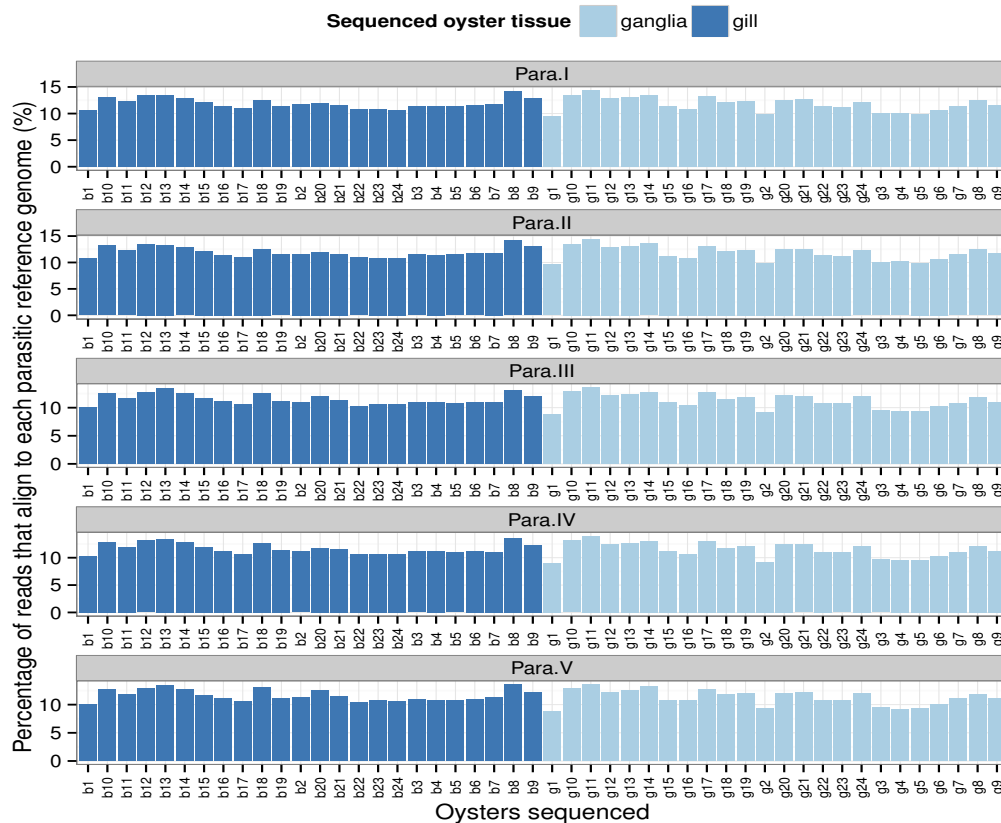 Sequenced oyster tissue ganglia gill
Percentage of reads that align to each parasitic reference genome (%)
Para.I
15
10
5
0
b1 b10 b11 b12 b13 b14 b15 b16 b17 b18 b19 b2 b20 b21 b22 b23 b24 b3 b4 b5 b6 b7 b8 b9 g1 g10 g11 g12 g13 g14 g15 g16 g17 g18 g19 g2 g20 g21 g22 g23 g24 g3 g4 g5 g6 g7 g8 g9
Para.II
15
10
5
0
b1 b10 b11 b12 b13 b14 b15 b16 b17 b18 b19 b2 b20 b21 b22 b23 b24 b3 b4 b5 b6 b7 b8 b9 g1 g10 g11 g12 g13 g14 g15 g16 g17 g18 g19 g2 g20 g21 g22 g23 g24 g3 g4 g5 g6 g7 g8 g9
Para.III
10
5
0
b1 b10 b11 b12 b13 b14 b15 b16 b17 b18 b19 b2 b20 b21 b22 b23 b24 b3 b4 b5 b6 b7 b8 b9 g1 g10 g11 g12 g13 g14 g15 g16 g17 g18 g19 g2 g20 g21 g22 g23 g24 g3 g4 g5 g6 g7 g8 g9
Para.IV
10
5
0
b1 b10 b11 b12 b13 b14 b15 b16 b17 b18 b19 b2 b20 b21 b22 b23 b24 b3 b4 b5 b6 b7 b8 b9 g1 g10 g11 g12 g13 g14 g15 g16 g17 g18 g19 g2 g20 g21 g22 g23 g24 g3 g4 g5 g6 g7 g8 g9
Para.V
10
5
0
b1 b10 b11 b12 b13 b14 b15 b16 b17 b18 b19 b2 b20 b21 b22 b23 b24 b3 b4 b5 b6 b7 b8 b9 g1 g10 g11 g12 g13 g14 g15 g16 g17 g18 g19 g2 g20 g21 g22 g23 g24 g3 g4 g5 g6 g7 g8 g9
Oysters sequenced